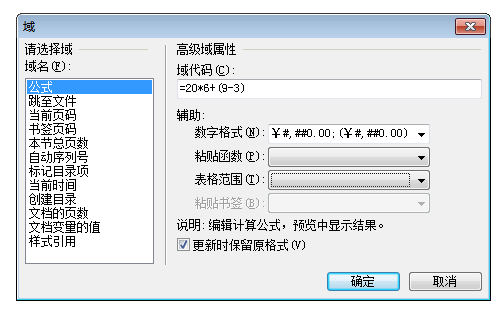 域
请选择域
域名(F):
公式
跳至文件
当前页码
书签页码
本节总页数
自动序列号
标记目录项
当前时间
创建目录
文档的页数
文档变量的值
样式引用
高级域属性
域代码(C):
=20*6+(9-3)
辅助:
数字格式(N): ￥#,##0.00;(￥#,##0.00)
粘贴函数(P):
表格范围(T):
粘贴书签(B):
说明: 编辑计算公式，预览中显示结果。
更新时保留原格式(V)
确定
取消